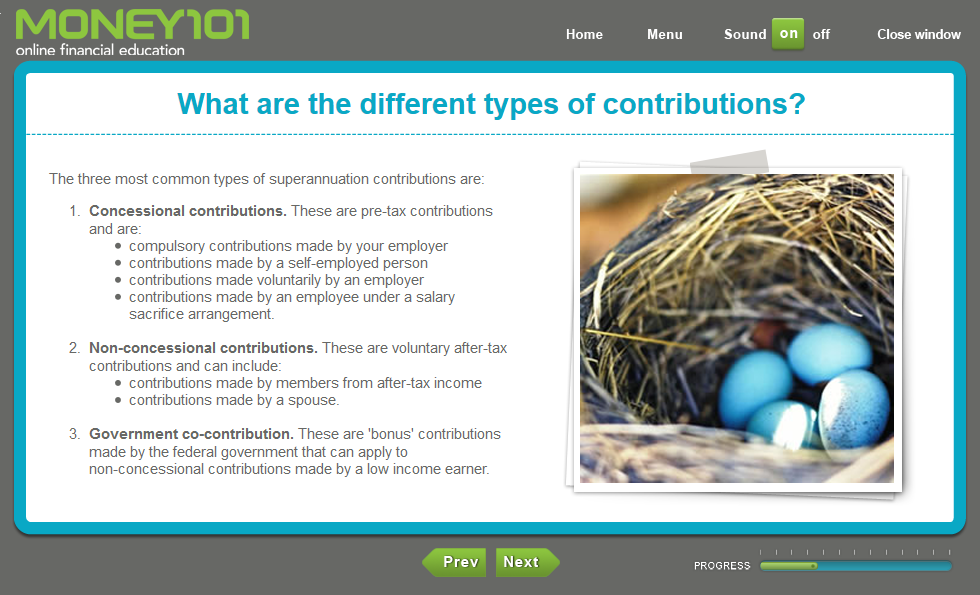 MONEY101
online financial education
Home Menu Sound on off Close window
What are the different types of contributions?
The three most common types of superannuation contributions are:
1. Concessional contributions. These are pre-tax contributions
and are:
• compulsory contributions made by your employer
• contributions made by a self-employed person
• contributions made voluntarily by an employer
• contributions made by an employee under a salary
sacrifice arrangement.
2. Non-concessional contributions. These are voluntary after-tax
contributions and can include:
• contributions made by members from after-tax income
• contributions made by a spouse.
3. Government co-contribution. These are 'bonus' contributions
made by the federal government that can apply to
non-concessional contributions made by a low income earner.
Prev Next
PROGRESS